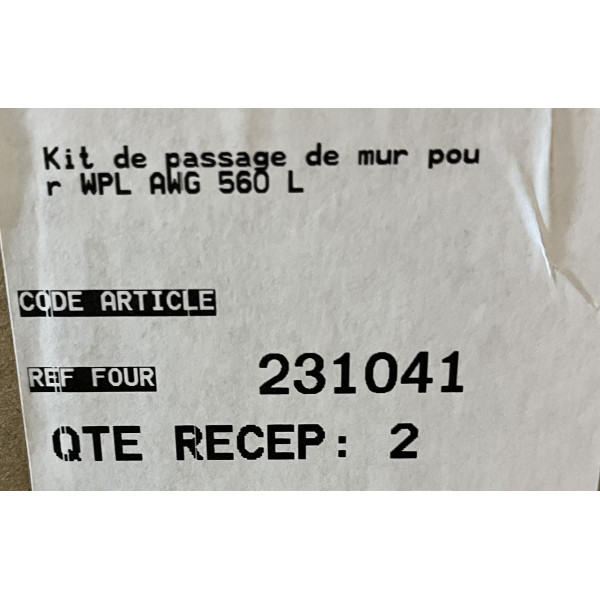 Kit de passage de mur pou
r WPL AWG 560 L
CODE ARTICLE
REF FOUR 231041
QTE RECEP: 2